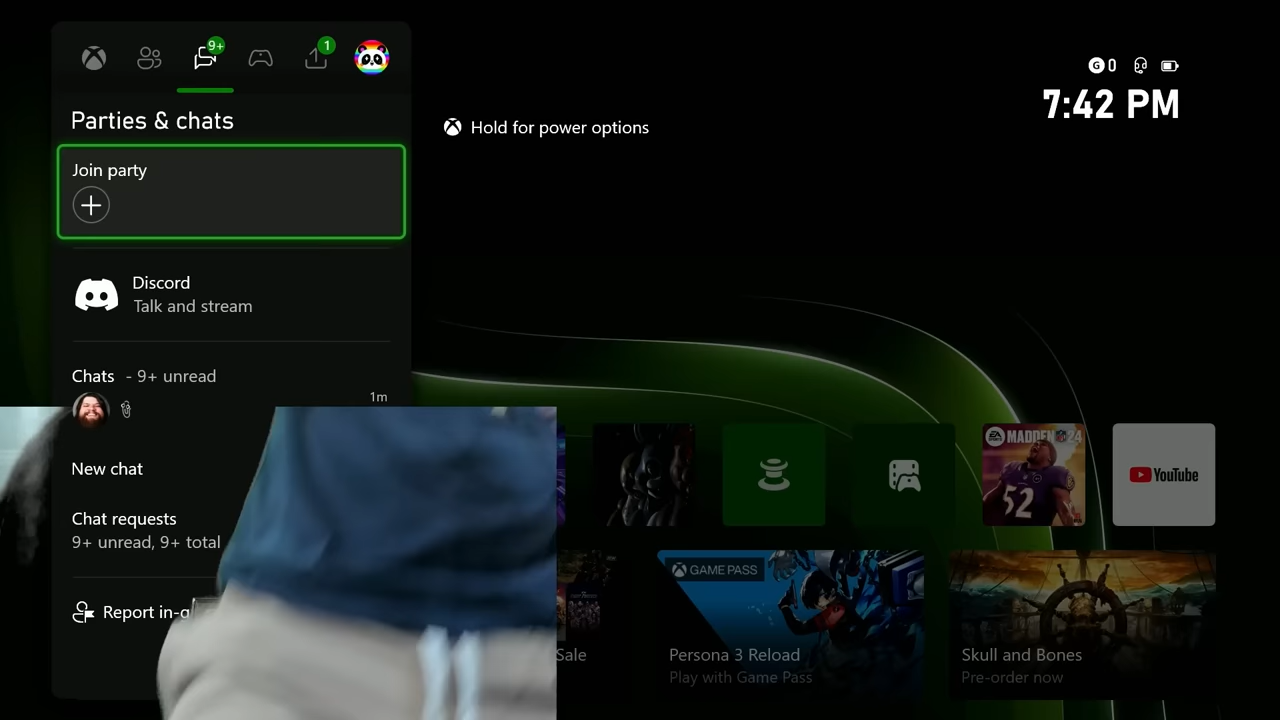 9+
1
Parties & chats
Join party
Discord
Talk and stream
Chats - 9+ unread
1m
New chat
Chat requests
9+ unread, 9+ total
Report in-g
Hold for power options
G 0
7:42 PM
EA SPORTS
MADDEN NFL 24
52
YouTube
Sale
GAME PASS
Persona 3 Reload
Play with Game Pass
Skull and Bones
Pre-order now